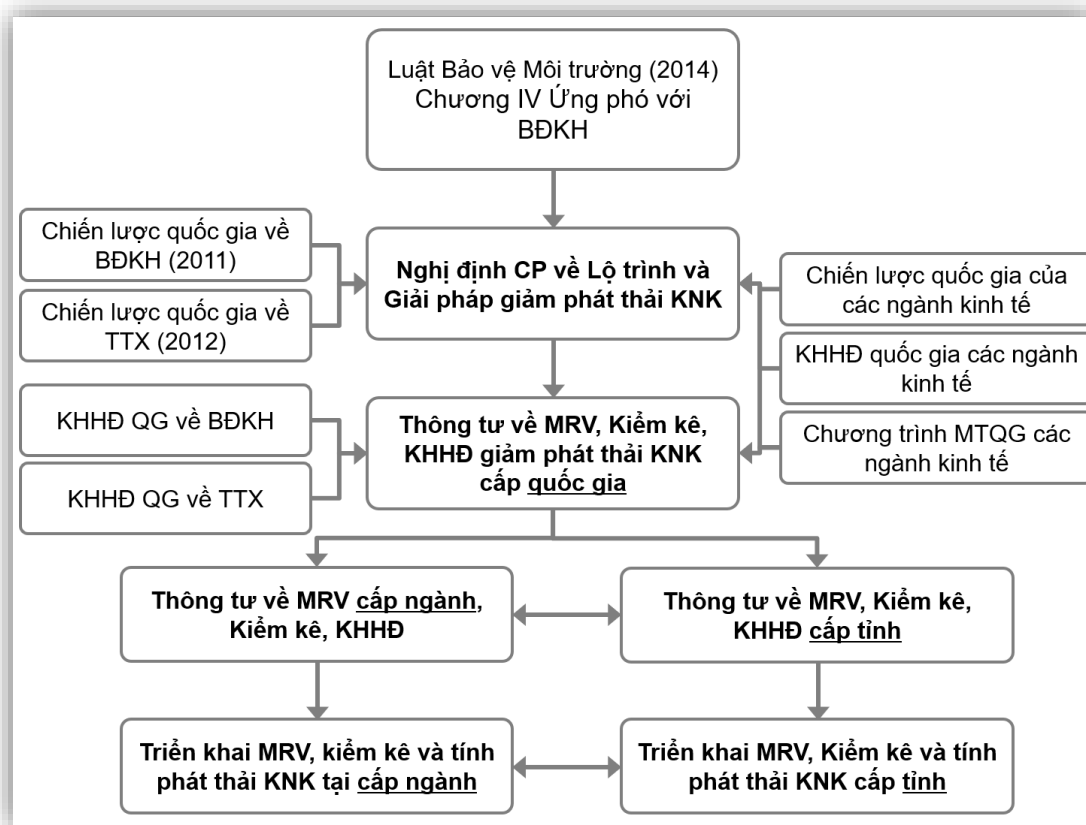 Luật Bảo vệ Môi trường (2014)
Chương IV Ứng phó với
BĐKH
Chiến lược quốc gia về
BĐKH (2011)
Chiến lược quốc gia về
TTX (2012)
Nghị định CP về Lộ trình và
Giải pháp giảm phát thải KNK
Chiến lược quốc gia của
các ngành kinh tế
KHHĐ quốc gia các ngành
kinh tế
Chương trình MTQG các
ngành kinh tế
KHHĐ QG về BĐKH
KHHĐ QG về TTX
Thông tư về MRV, Kiểm kê,
KHHĐ giảm phát thải KNK
cấp quốc gia
Thông tư về MRV cấp ngành,
Kiểm kê, KHHĐ
Thông tư về MRV, Kiểm kê,
KHHĐ cấp tỉnh
Triển khai MRV, kiểm kê và tính
phát thải KNK tại cấp ngành
Triển khai MRV, Kiểm kê và tính
phát thải KNK cấp tỉnh